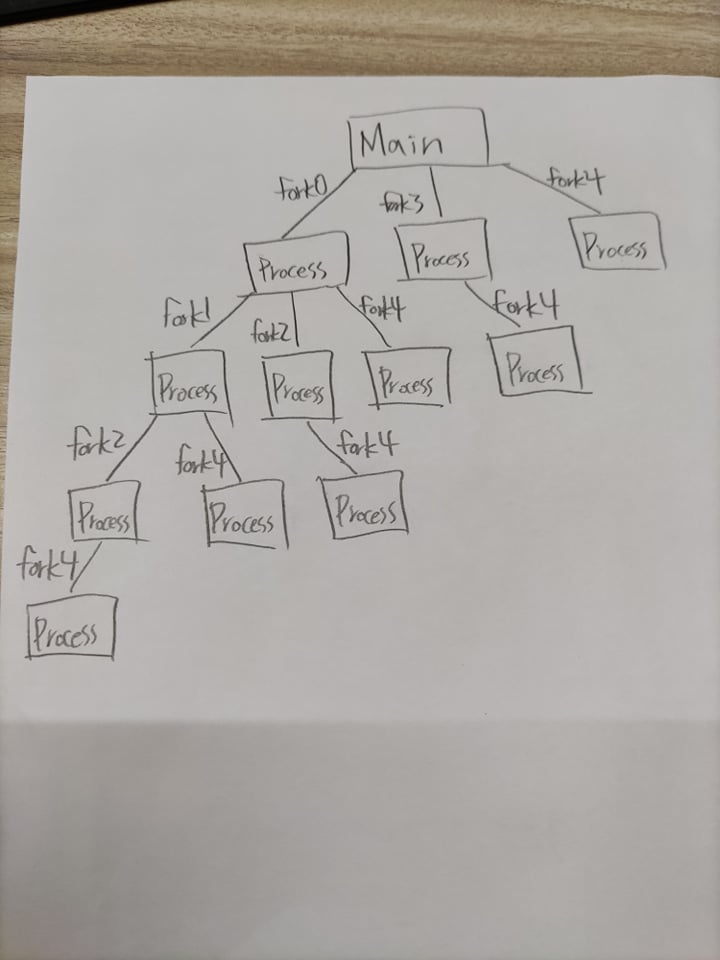 Main
fork0 fork3 fork4
Process Process Process
fork1 fork2 fork4 fork4
Process Process Process Process
fork2 fork4 fork4
Process Process Process
fork4
Process